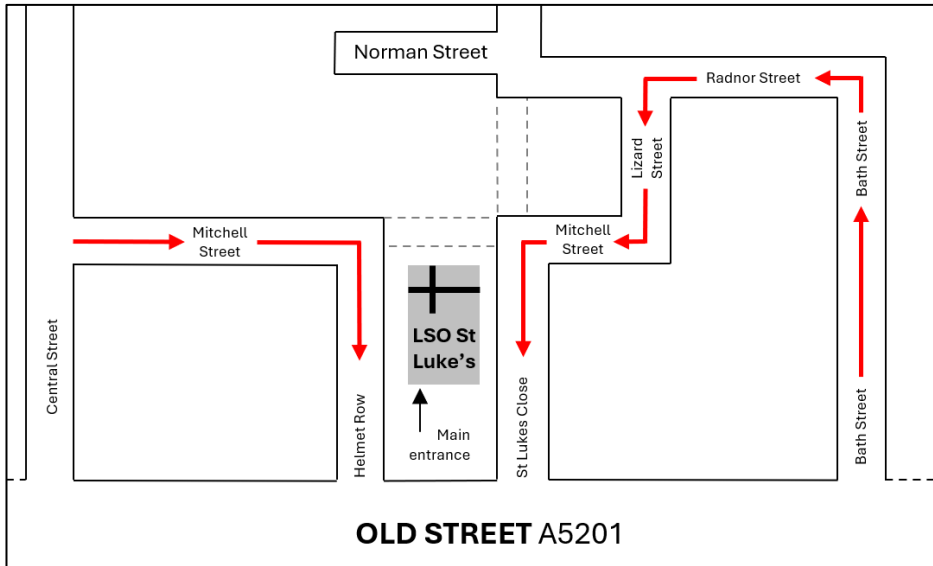 Norman Street
Radnor Street
Lizard
Street
Bath Street
Mitchell
Street
Mitchell
Street
LSO St
Luke's
Central Street
Helmet Row
Main
entrance
St Lukes Close
Bath Street
OLD STREET A5201